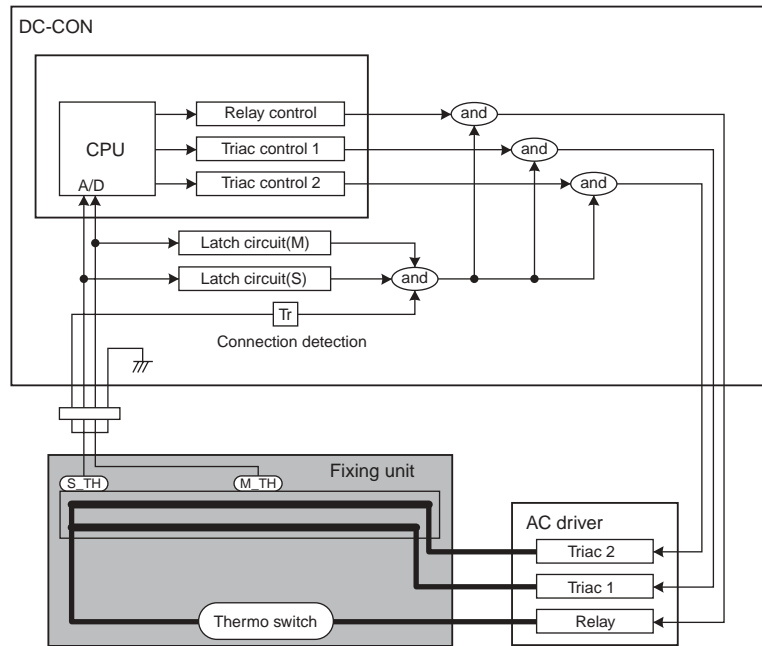 DC-CON
Relay control
and
CPU
Triac control 1
and
A/D
Triac control 2
and
Latch circuit(M)
Latch circuit(S)
and
Tr
Connection detection
Fixing unit
S_TH
M_TH
AC driver
Triac 2
Triac 1
Thermo switch
Relay